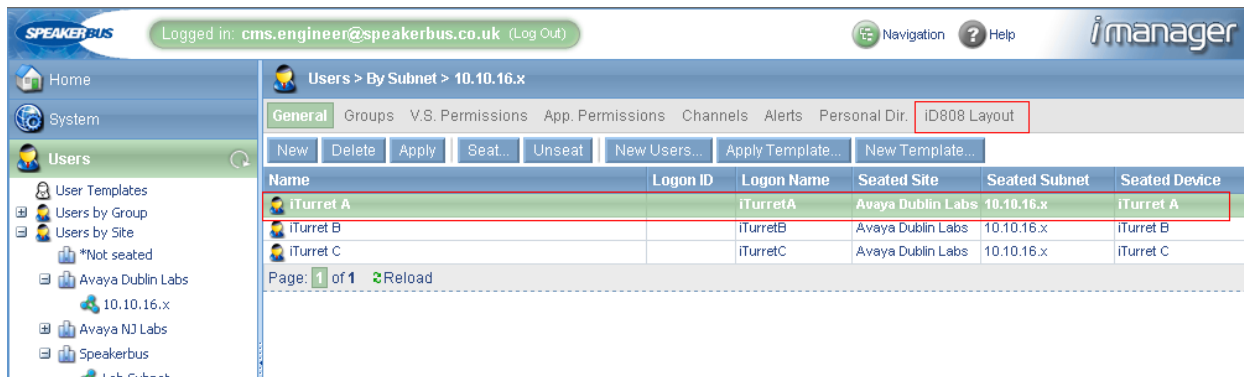 SPEAKERBUS
Logged in: cms.engineer@speakerbus.co.uk (Log Out)
Navigation
? Help
imanager
Home
System
Users
User Templates
Users by Group
Users by Site
*Not seated
Avaya Dublin Labs
10.10.16.x
Avaya NJ Labs
Speakerbus
Lab Subnet
Users > By Subnet > 10.10.16.x
General Groups V.S. Permissions App. Permissions Channels Alerts Personal Dir. iD808 Layout
New Delete Apply Seat... Unseat New Users... Apply Template... New Template...
Name Logon ID Logon Name Seated Site Seated Subnet Seated Device
iTurret A iTurretA Avaya Dublin Labs 10.10.16.x iTurret A
iTurret B iTurretB Avaya Dublin Labs 10.10.16.x iTurret B
iTurret C iTurretC Avaya Dublin Labs 10.10.16.x iTurret C
Page: 1 of 1 Reload